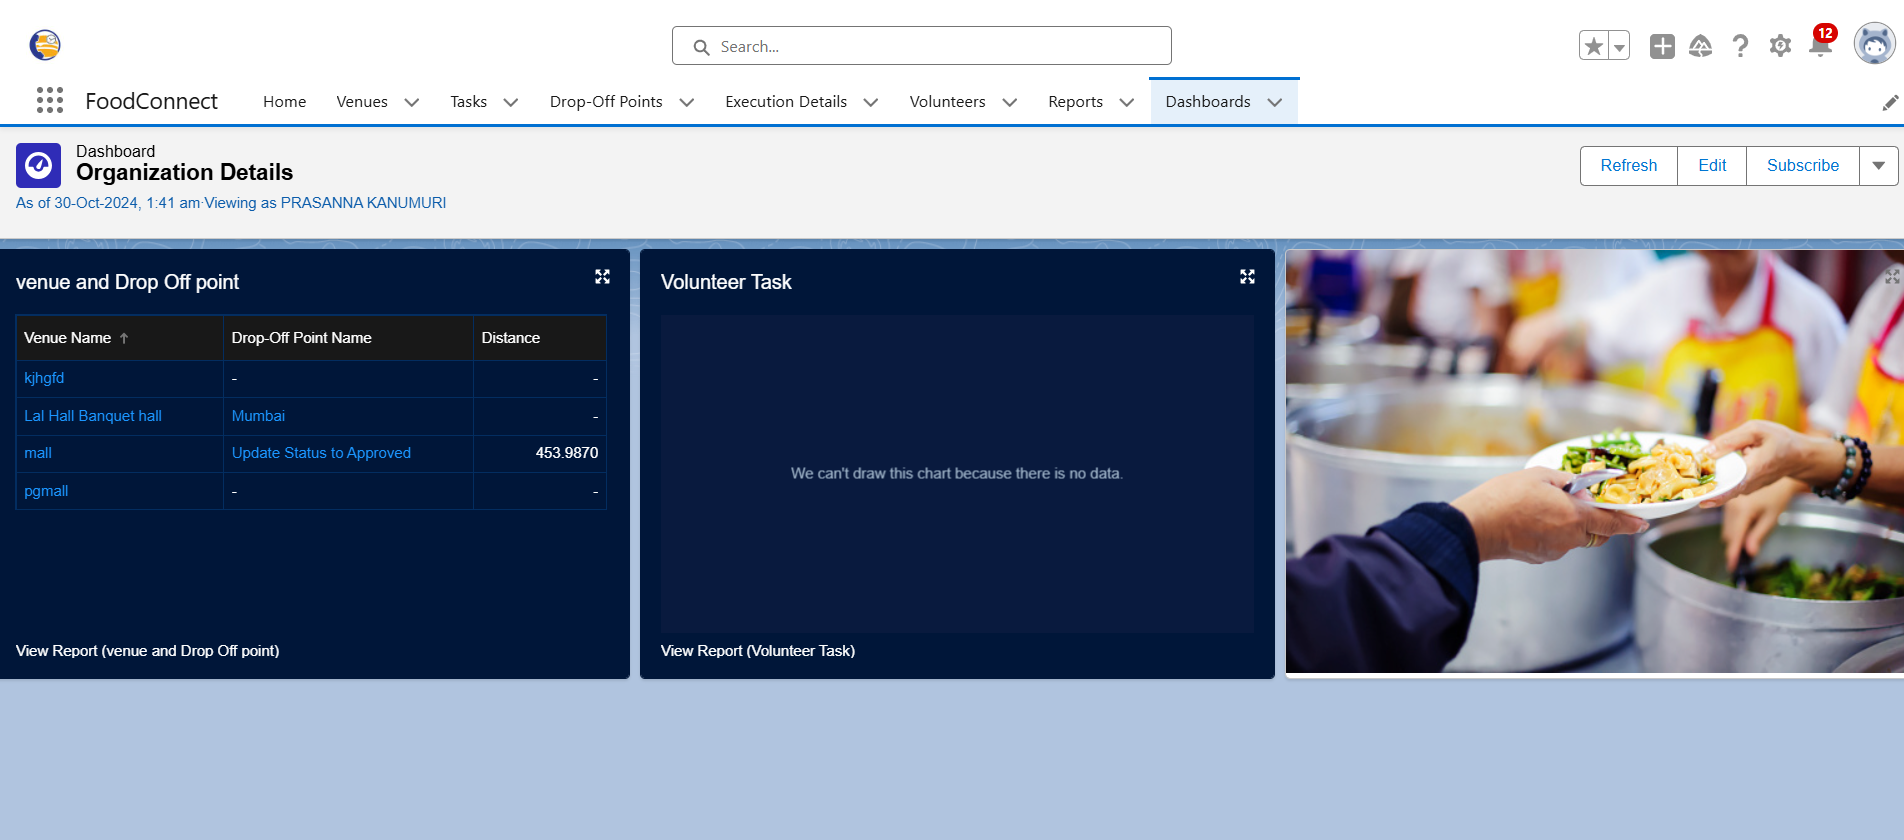 Search...
12
FoodConnect Home Venues Tasks Drop-Off Points Execution Details Volunteers Reports Dashboards
Dashboard
Organization Details
As of 30-Oct-2024, 1:41 am·Viewing as PRASANNA KANUMURI
Refresh Edit Subscribe
venue and Drop Off point
Venue Name ↑ Drop-Off Point Name Distance
kjhgfd - -
Lal Hall Banquet hall Mumbai -
mall Update Status to Approved 453.9870
pgmall - -
View Report (venue and Drop Off point)
Volunteer Task
We can't draw this chart because there is no data.
View Report (Volunteer Task)